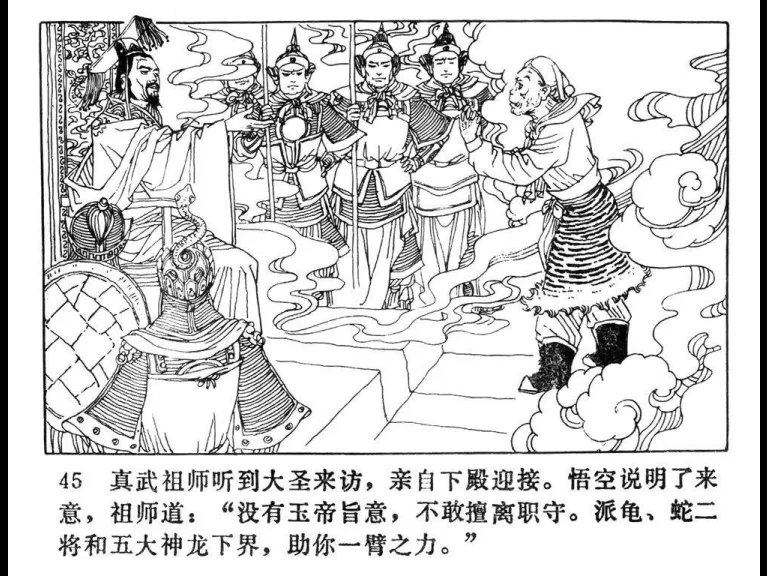 45 真武祖师听到大圣来访，亲自下殿迎接。悟空说明了来
意，祖师道：“没有玉帝旨意，不敢擅离职守。派龟、蛇二
将和五大神龙下界，助你一臂之力。”